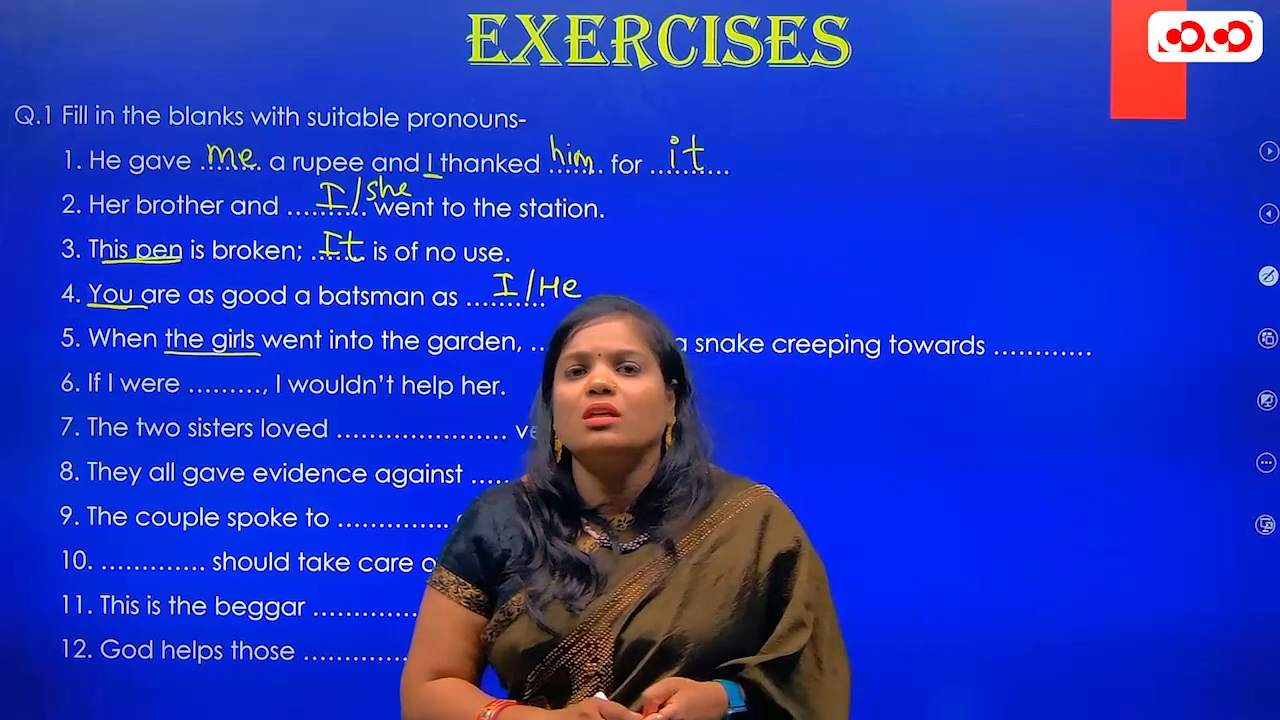 EXERCISES
Q.1 Fill in the blanks with suitable pronouns-
1. He gave ...me... a rupee and I thanked ...him... for ...it...
2. Her brother and ...I/she... went to the station.
3. This pen is broken; ...It... is of no use.
4. You are as good a batsman as ...I/He
5. When the girls went into the garden, ... a snake creeping towards ............
6. If I were ........., I wouldn't help her.
7. The two sisters loved ......................
8. They all gave evidence against .....
9. The couple spoke to ..............
10. ............. should take care
11. This is the beggar .............
12. God helps those .............